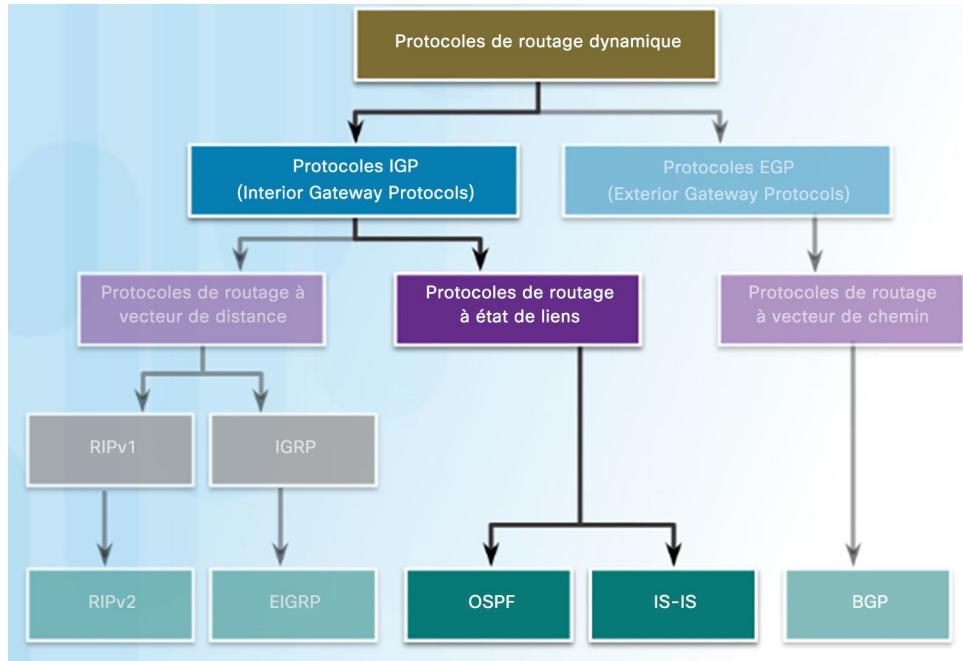 Protocoles de routage dynamique
Protocoles IGP
(Interior Gateway Protocols)
Protocoles EGP
(Exterior Gateway Protocols)
Protocoles de routage à
vecteur de distance
Protocoles de routage
à état de liens
Protocoles de routage
à vecteur de chemin
RIPv1
IGRP
RIPv2
EIGRP
OSPF
IS-IS
BGP